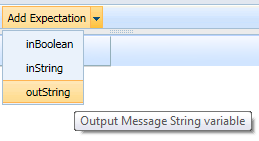 Add Expectation
inBoolean
inString
outString
Output Message String variable